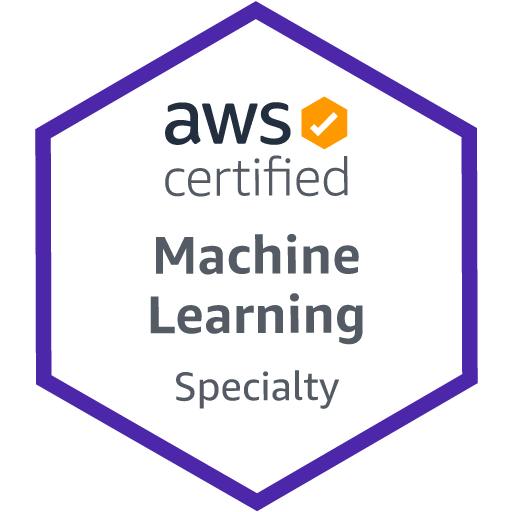 aws
certified
Machine
Learning
Specialty